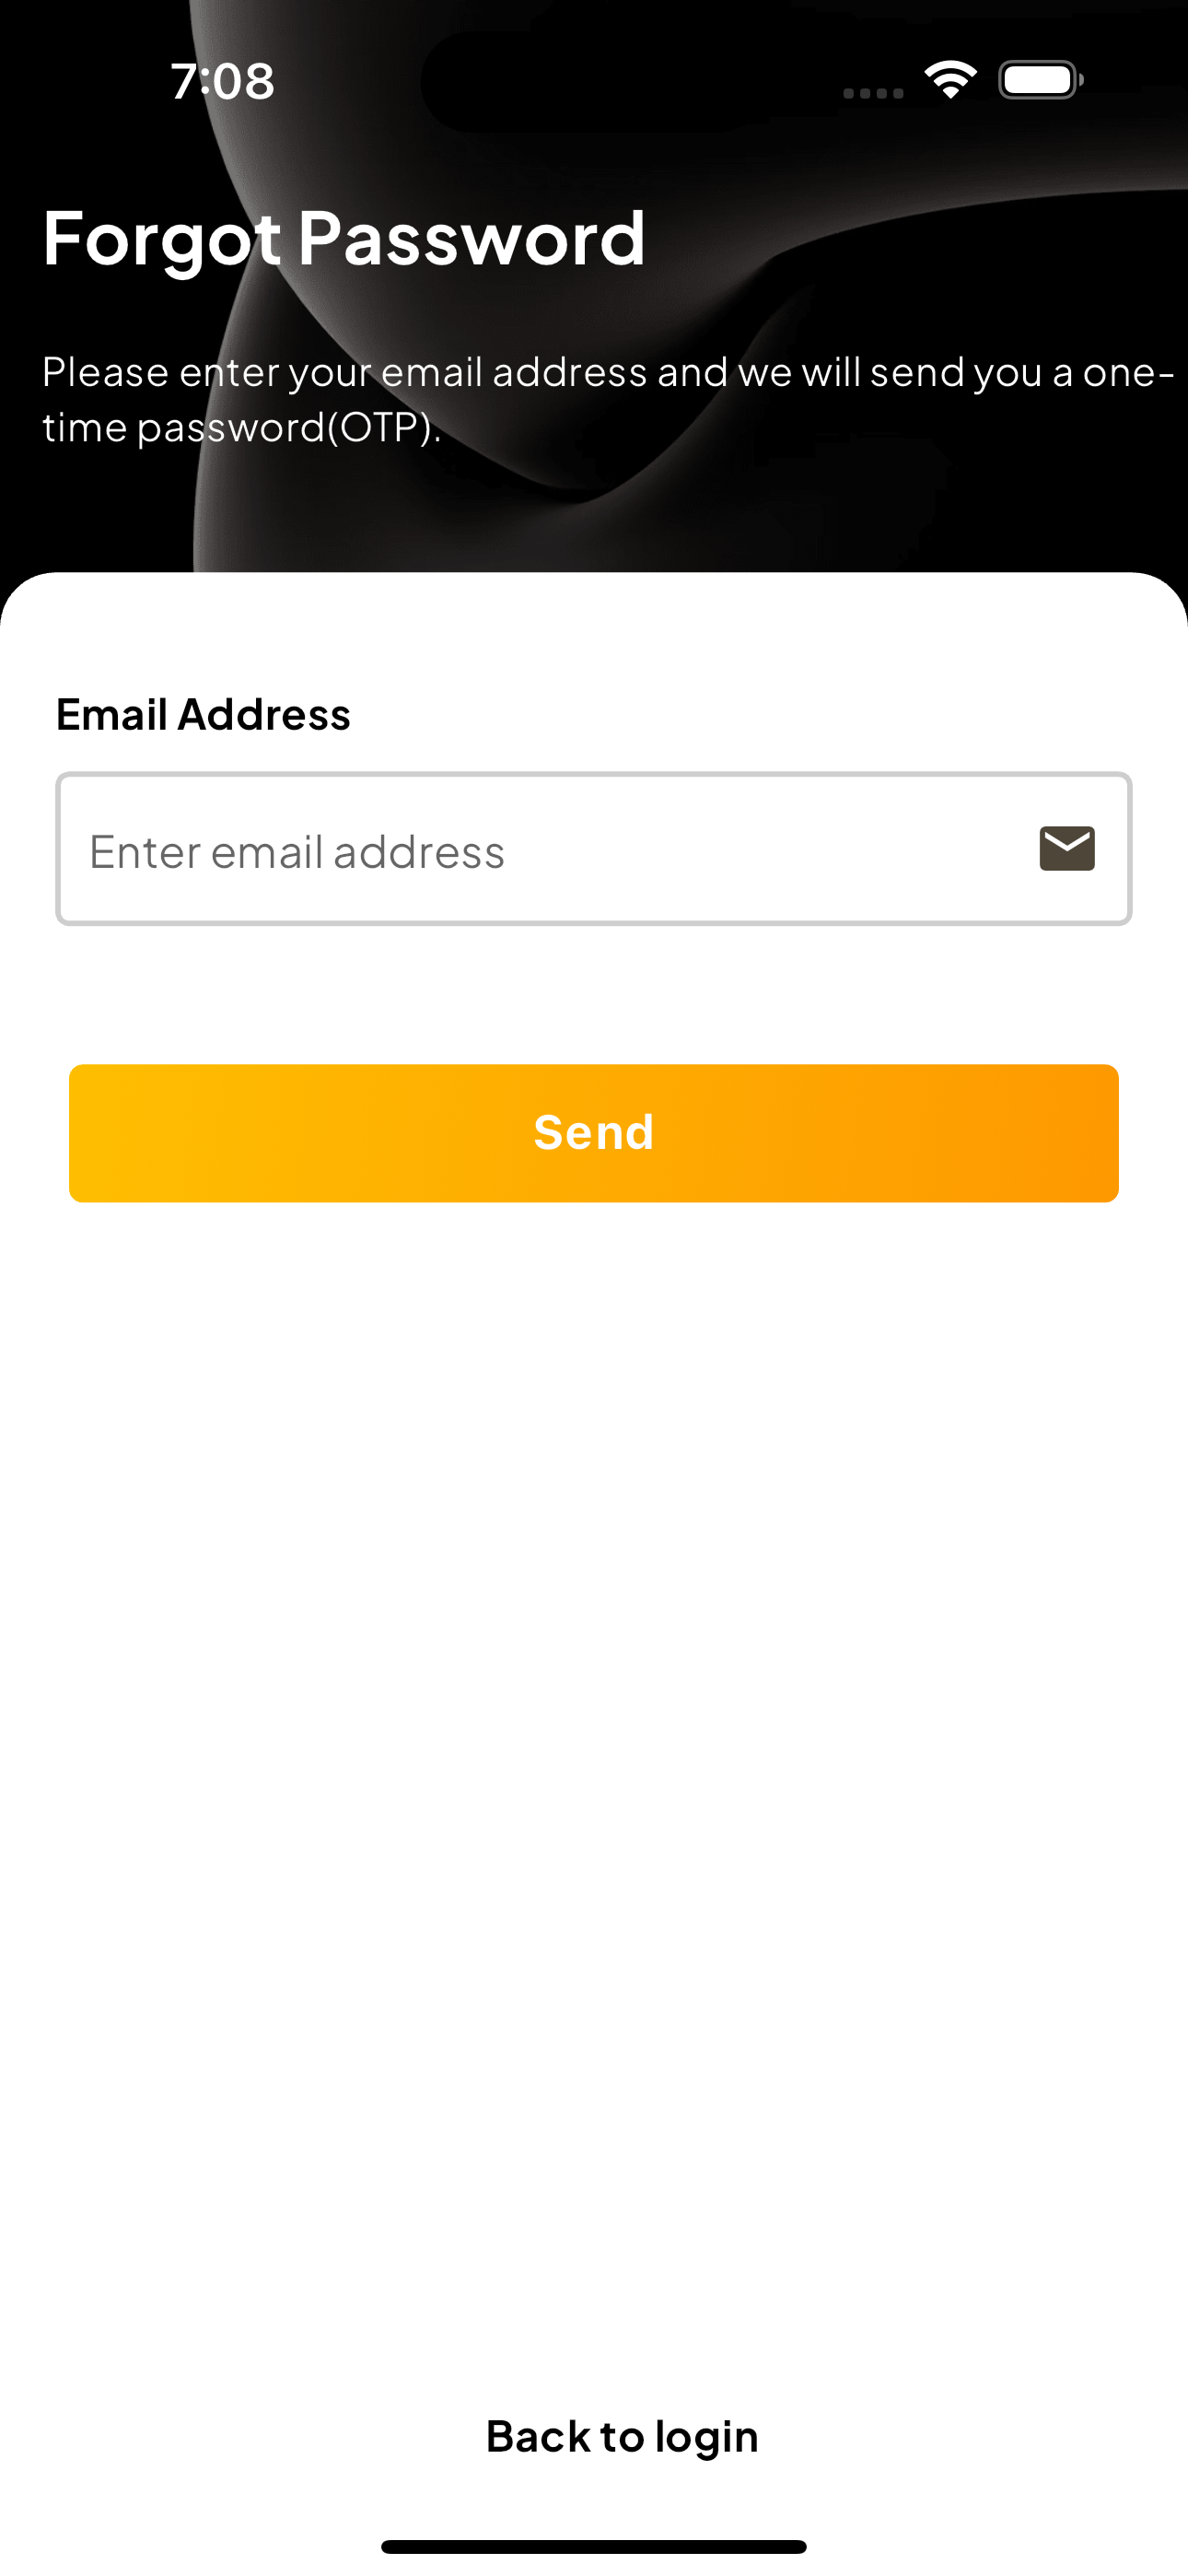 7:08
Forgot Password
Please enter your email address and we will send you a one-
time password(OTP).
Email Address
Enter email address
Send
Back to login